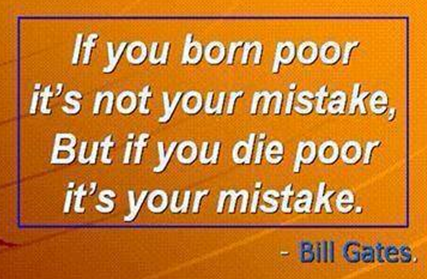 If you born poor
it's not your mistake,
But if you die poor
it's your mistake.
- Bill Gates.